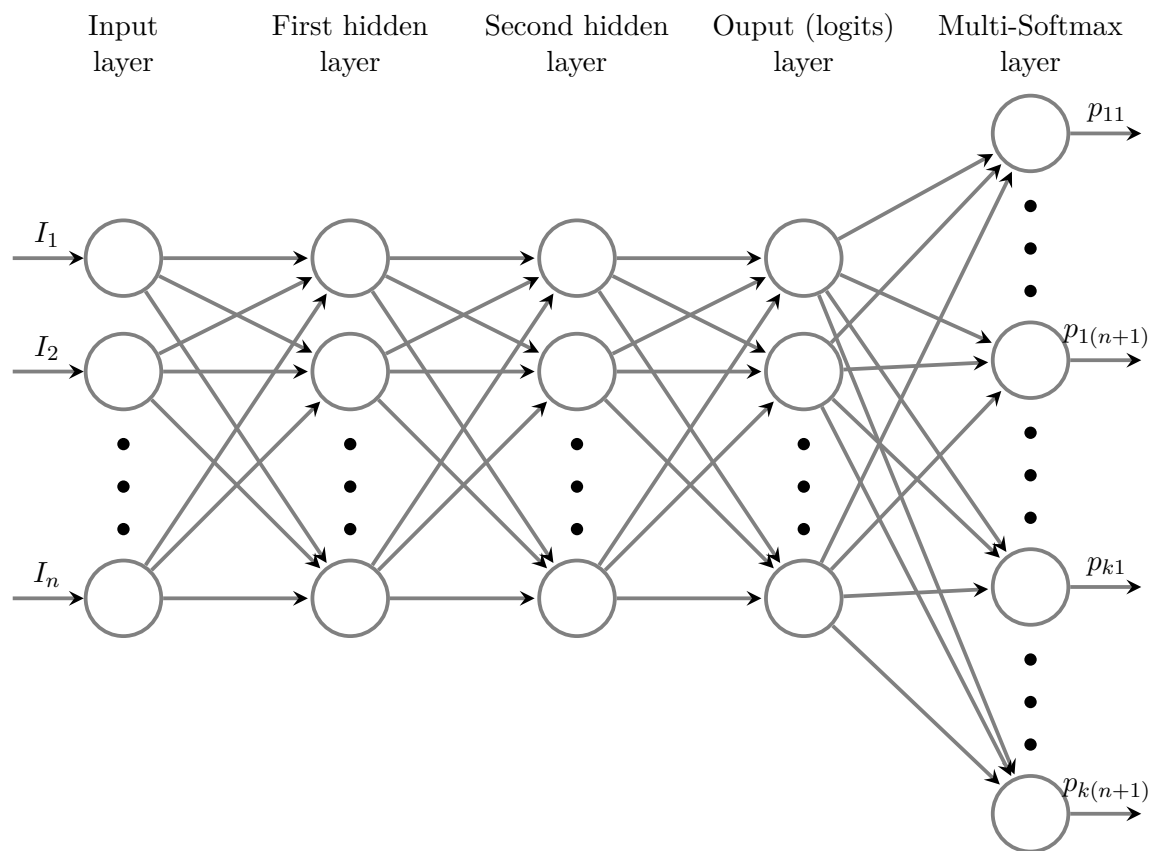 Input
layer
First hidden
layer
Second hidden
layer
Ouput (logits)
layer
Multi-Softmax
layer
p₁₁
I₁
p₁₍ₙ₊₁₎
I₂
pₖ₁
Iₙ
pₖ₍ₙ₊₁₎